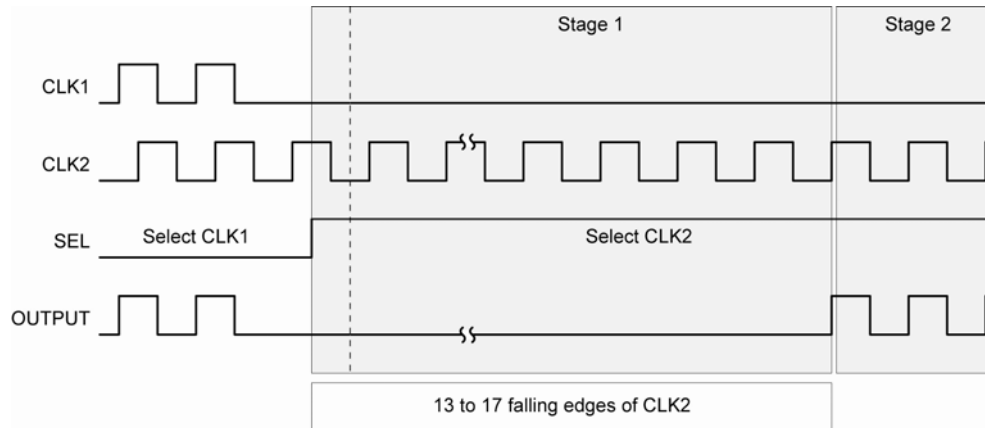 Stage 1
Stage 2
CLK1
CLK2
SEL
Select CLK1
Select CLK2
OUTPUT
13 to 17 falling edges of CLK2